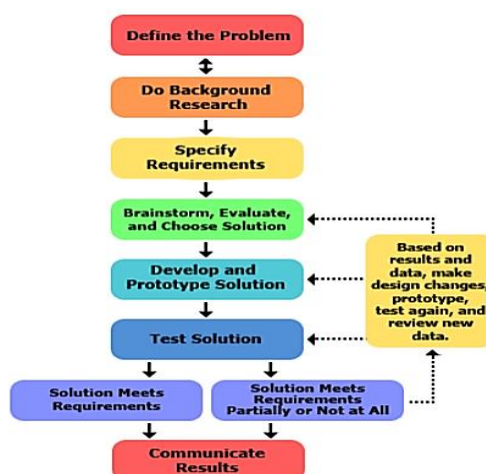 Define the Problem
Do Background
Research
Specify
Requirements
Brainstorm, Evaluate,
and Choose Solution
Develop and
Prototype Solution
Test Solution
Based on
results and
data, make
design changes,
prototype,
test again, and
review new
data.
Solution Meets
Requirements
Solution Meets
Requirements
Partially or Not at All
Communicate
Results